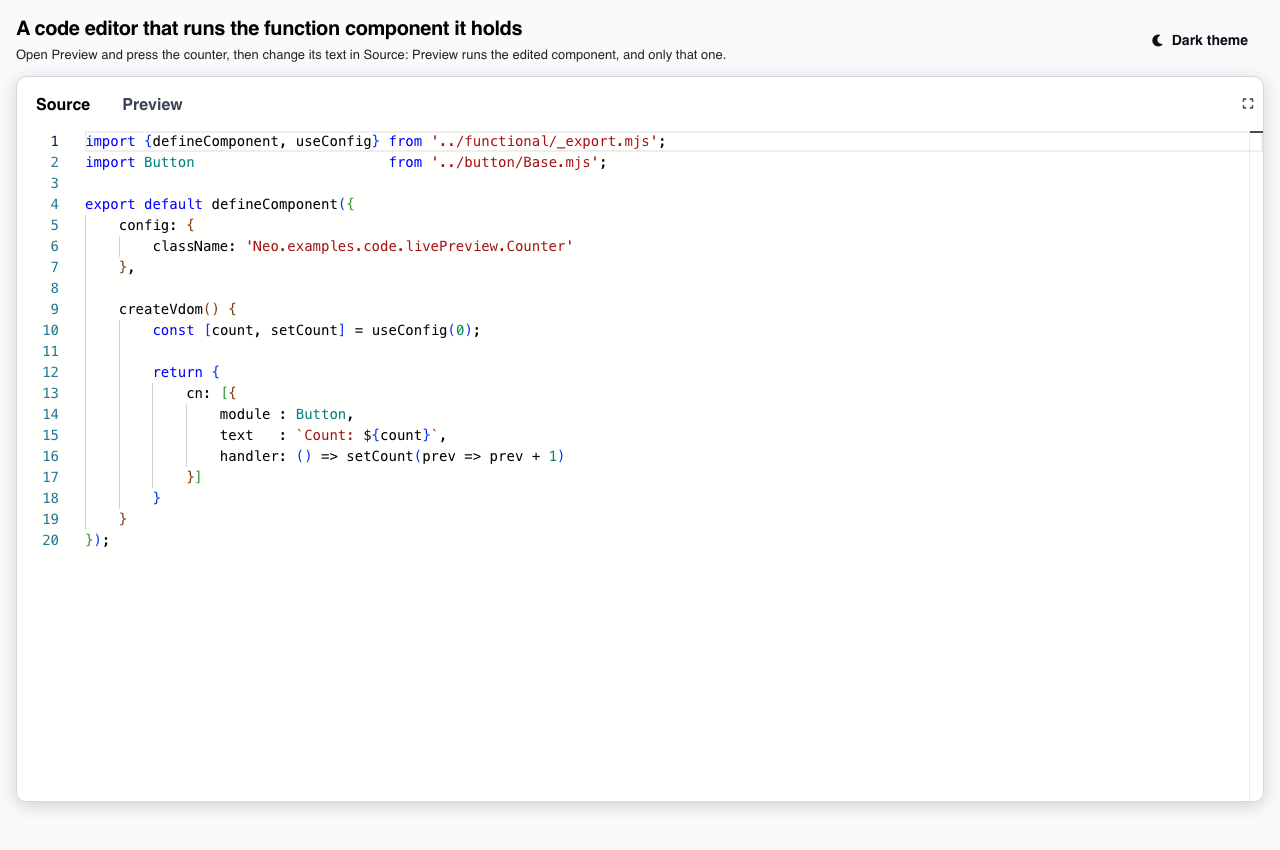 A code editor that runs the function component it holds
Open Preview and press the counter, then change its text in Source: Preview runs the edited component, and only that one.
Dark theme
Source Preview
1 import {defineComponent, useConfig} from '../functional/_export.mjs';
2 import Button                       from '../button/Base.mjs';
3
4 export default defineComponent({
5     config: {
6         className: 'Neo.examples.code.livePreview.Counter'
7     },
8
9     createVdom() {
10         const [count, setCount] = useConfig(0);
11
12         return {
13             cn: [{
14                 module : Button,
15                 text   : `Count: ${count}`,
16                 handler: () => setCount(prev => prev + 1)
17             }]
18         }
19     }
20 });